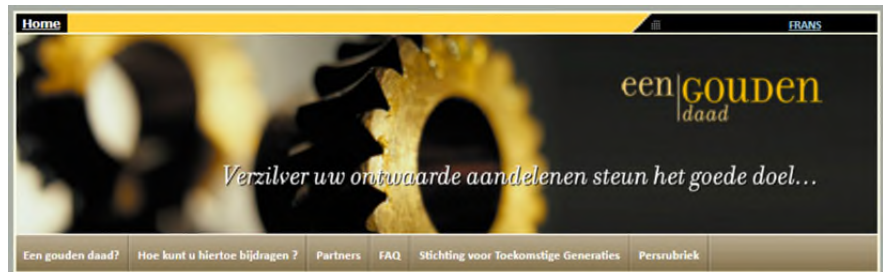 Home FRANS
een GOUDEN
daad
Verzilver uw ontwaarde aandelenen steun het goede doel...
Een gouden daad? Hoe kunt u hiertoe bijdragen ? Partners FAQ Stichting voor Toekomstige Generaties Persrubriek